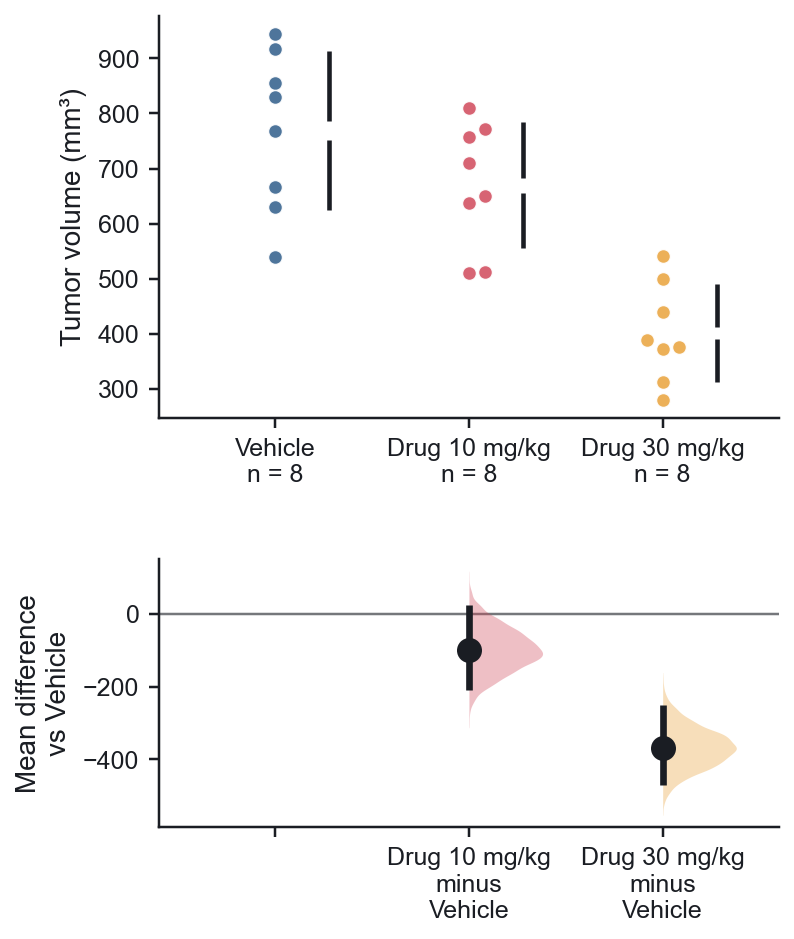 Tumor volume (mm³)
900
800
700
600
500
400
300
Vehicle
n = 8
Drug 10 mg/kg
n = 8
Drug 30 mg/kg
n = 8
Mean difference
vs Vehicle
0
−200
−400
Drug 10 mg/kg
minus
Vehicle
Drug 30 mg/kg
minus
Vehicle